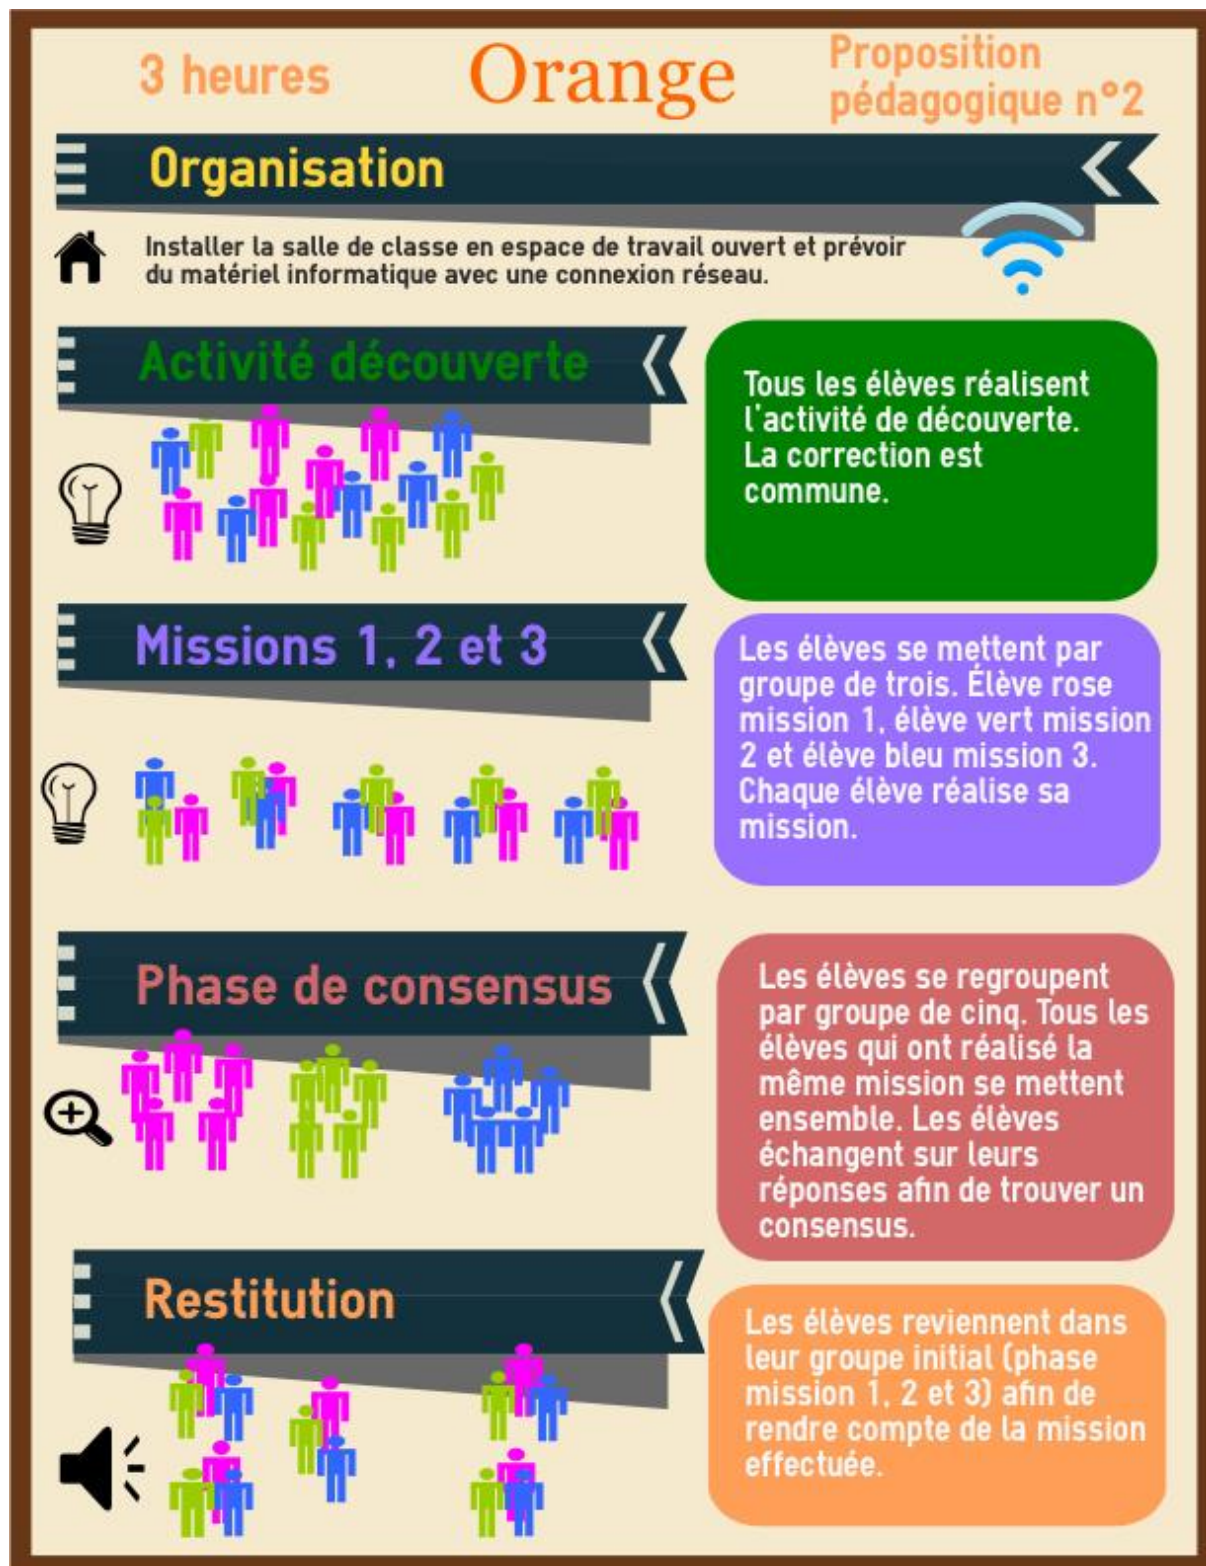 3 heures
Orange
Proposition
pédagogique n°2
Organisation
Installer la salle de classe en espace de travail ouvert et prévoir
du matériel informatique avec une connexion réseau.
Activité découverte
Tous les élèves réalisent
l'activité de découverte.
La correction est
commune.
Missions 1, 2 et 3
Les élèves se mettent par
groupe de trois. Élève rose
mission 1, élève vert mission
2 et élève bleu mission 3.
Chaque élève réalise sa
mission.
Phase de consensus
Les élèves se regroupent
par groupe de cinq. Tous les
élèves qui ont réalisé la
même mission se mettent
ensemble. Les élèves
échangent sur leurs
réponses afin de trouver un
consensus.
Restitution
Les élèves reviennent dans
leur groupe initial (phase
mission 1, 2 et 3) afin de
rendre compte de la mission
effectuée.